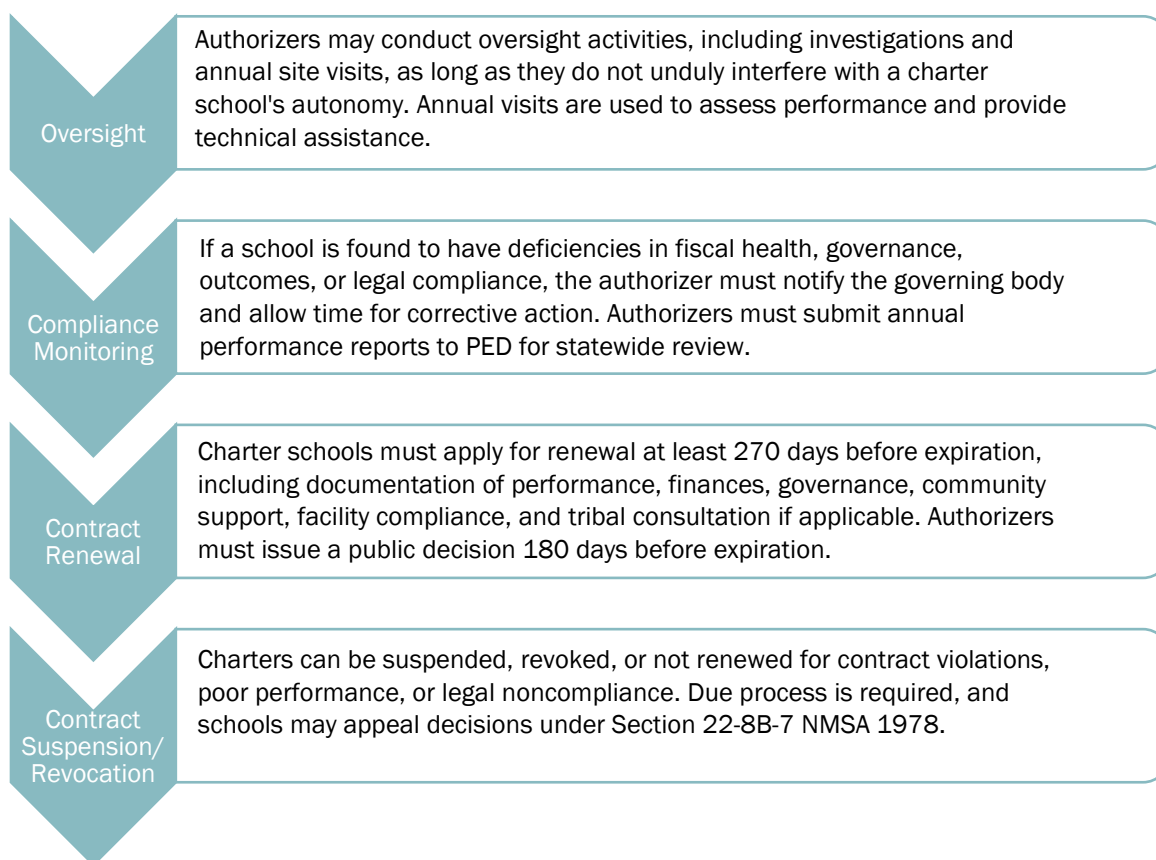 Oversight
Authorizers may conduct oversight activities, including investigations and
annual site visits, as long as they do not unduly interfere with a charter
school's autonomy. Annual visits are used to assess performance and provide
technical assistance.
Compliance
Monitoring
If a school is found to have deficiencies in fiscal health, governance,
outcomes, or legal compliance, the authorizer must notify the governing body
and allow time for corrective action. Authorizers must submit annual
performance reports to PED for statewide review.
Contract
Renewal
Charter schools must apply for renewal at least 270 days before expiration,
including documentation of performance, finances, governance, community
support, facility compliance, and tribal consultation if applicable. Authorizers
must issue a public decision 180 days before expiration.
Contract
Suspension/
Revocation
Charters can be suspended, revoked, or not renewed for contract violations,
poor performance, or legal noncompliance. Due process is required, and
schools may appeal decisions under Section 22-8B-7 NMSA 1978.